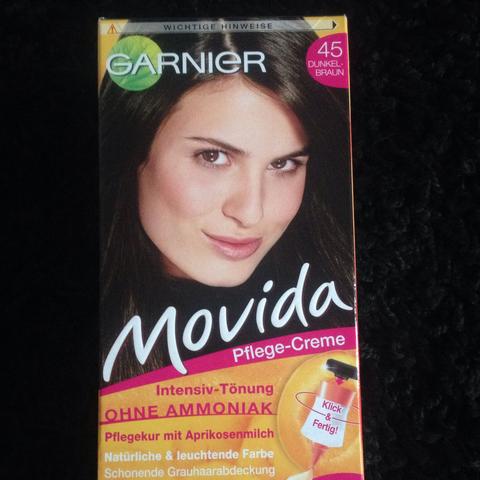 WICHTIGE HINWEISE
GARNIER
45
DUNKEL-
BRAUN
Movida
Pflege-Creme
Intensiv-Tönung
OHNE AMMONIAK
Klick
&
Fertig!
Pflegekur mit Aprikosenmilch
Natürliche & leuchtende Farbe
Schonende Grauhaarabdeckung